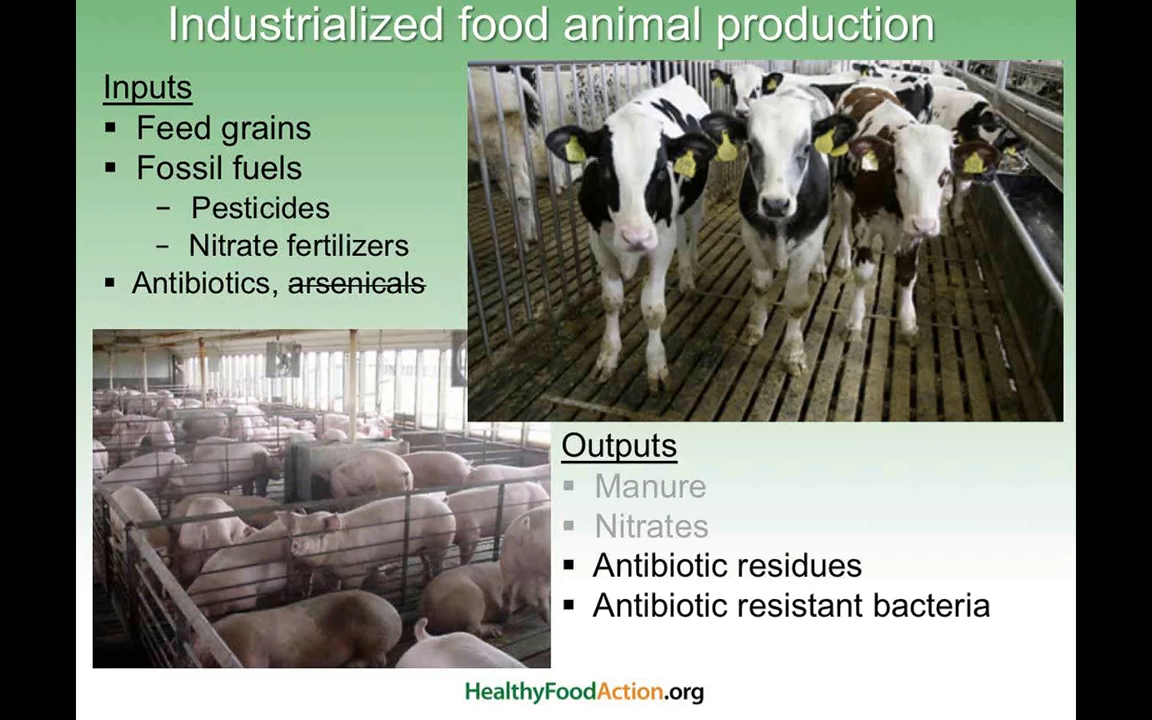 Industrialized food animal production
Inputs
▪ Feed grains
▪ Fossil fuels
– Pesticides
– Nitrate fertilizers
▪ Antibiotics, arsenicals
Outputs
▪ Manure
▪ Nitrates
▪ Antibiotic residues
▪ Antibiotic resistant bacteria
HealthyFoodAction.org